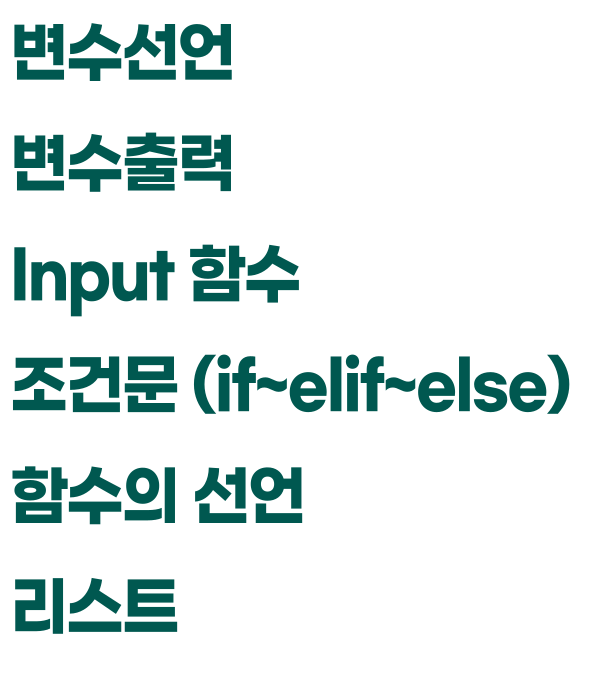 변수선언
변수출력
Input 함수
조건문 (if~elif~else)
함수의 선언
리스트